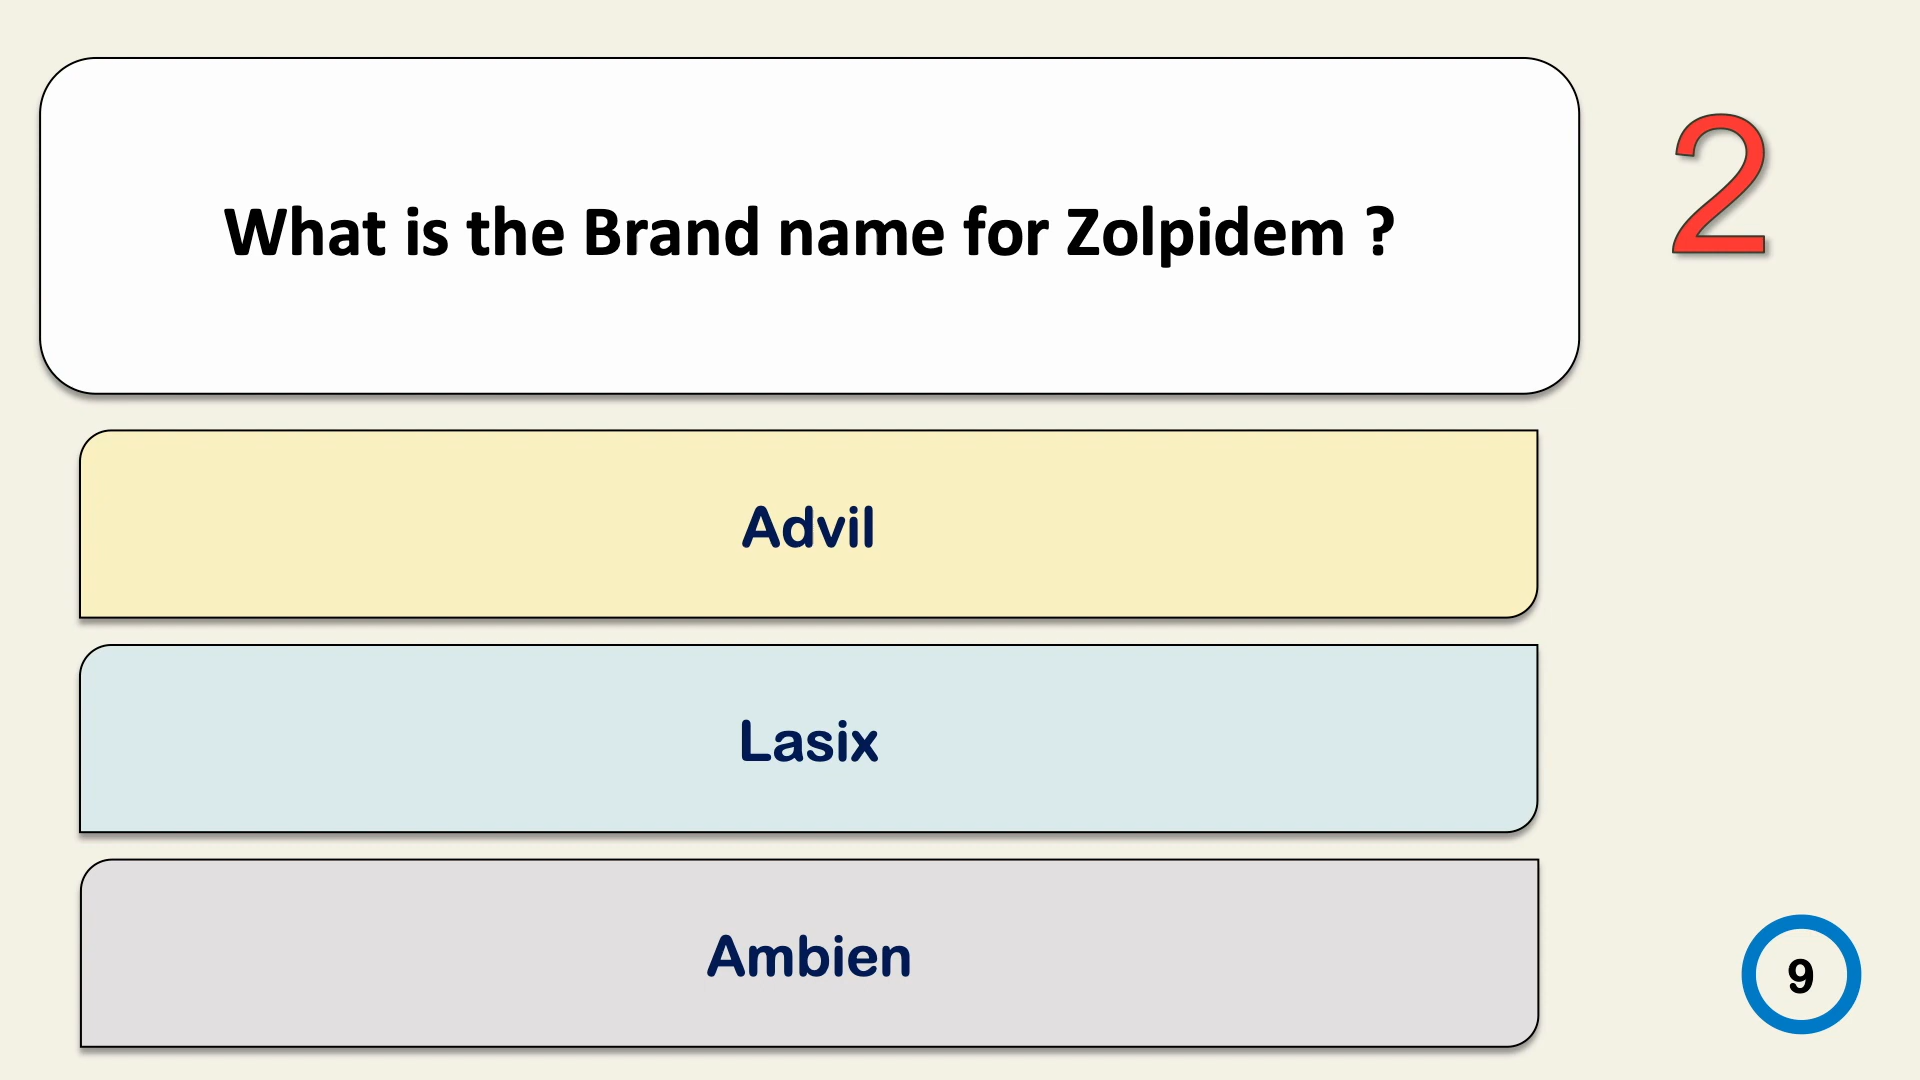 What is the Brand name for Zolpidem ?
2
Advil
Lasix
Ambien
9